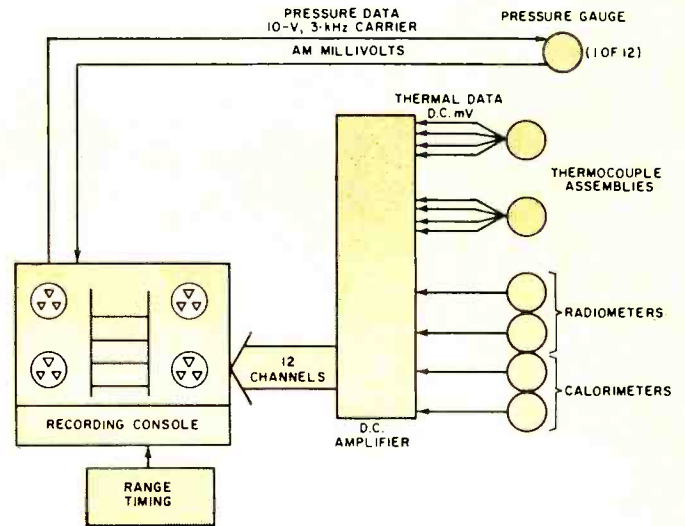 PRESSURE DATA
10-V, 3-kHz CARRIER
PRESSURE GAUGE
AM MILLIVOLTS
(1 OF 12)
THERMAL DATA
D.C. mV
THERMOCOUPLE
ASSEMBLIES
RADIOMETERS
12
CHANNELS
CALORIMETERS
RECORDING CONSOLE
D.C.
AMPLIFIER
RANGE
TIMING